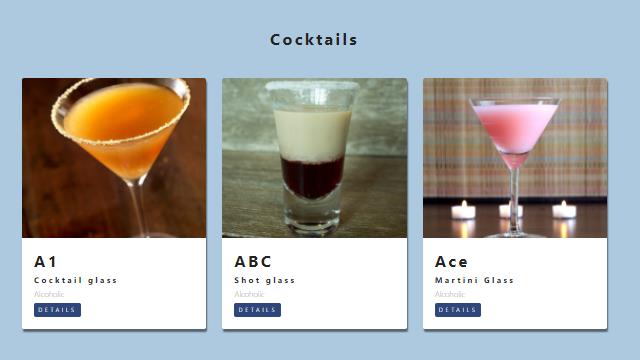 Cocktails
A1
Cocktail glass
Alcoholic
DETAILS
ABC
Shot glass
Alcoholic
DETAILS
Ace
Martini Glass
Alcoholic
DETAILS